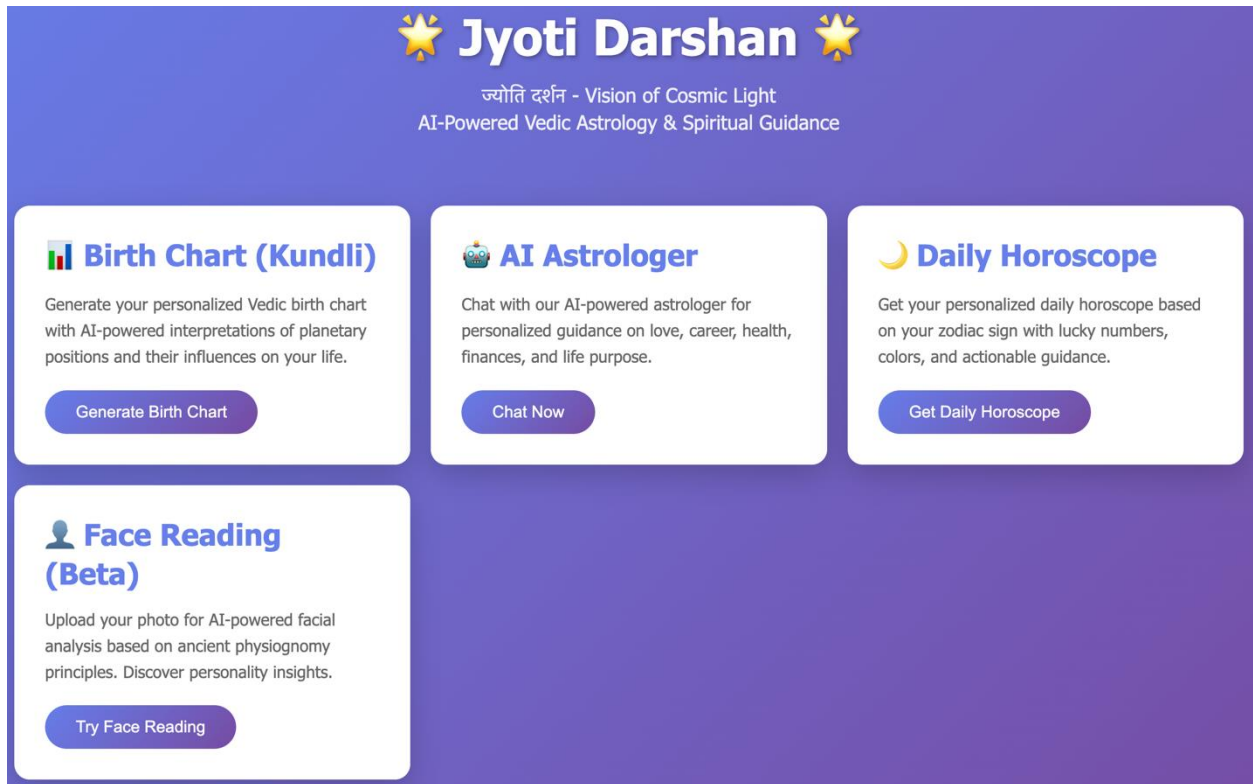 🌟 Jyoti Darshan 🌟
ज्योति दर्शन - Vision of Cosmic Light
AI-Powered Vedic Astrology & Spiritual Guidance
📊 Birth Chart (Kundli)
Generate your personalized Vedic birth chart
with AI-powered interpretations of planetary
positions and their influences on your life.
Generate Birth Chart
🤖 AI Astrologer
Chat with our AI-powered astrologer for
personalized guidance on love, career, health,
finances, and life purpose.
Chat Now
🌙 Daily Horoscope
Get your personalized daily horoscope based
on your zodiac sign with lucky numbers,
colors, and actionable guidance.
Get Daily Horoscope
👤 Face Reading
(Beta)
Upload your photo for AI-powered facial
analysis based on ancient physiognomy
principles. Discover personality insights.
Try Face Reading